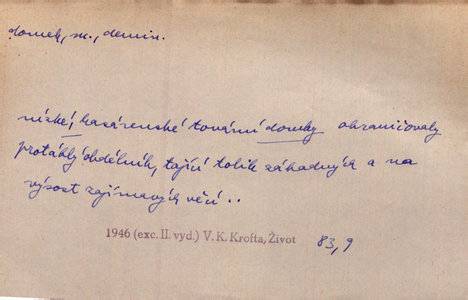 domek, m., demin.
nízké, kasárenské tovární domky ohraničovaly
protáhlý obdélník, tající tolik záhadných a na
výsost zajímavých věcí..
1946 (exc. II. vyd.) V. K. Krofta, Život 83,9